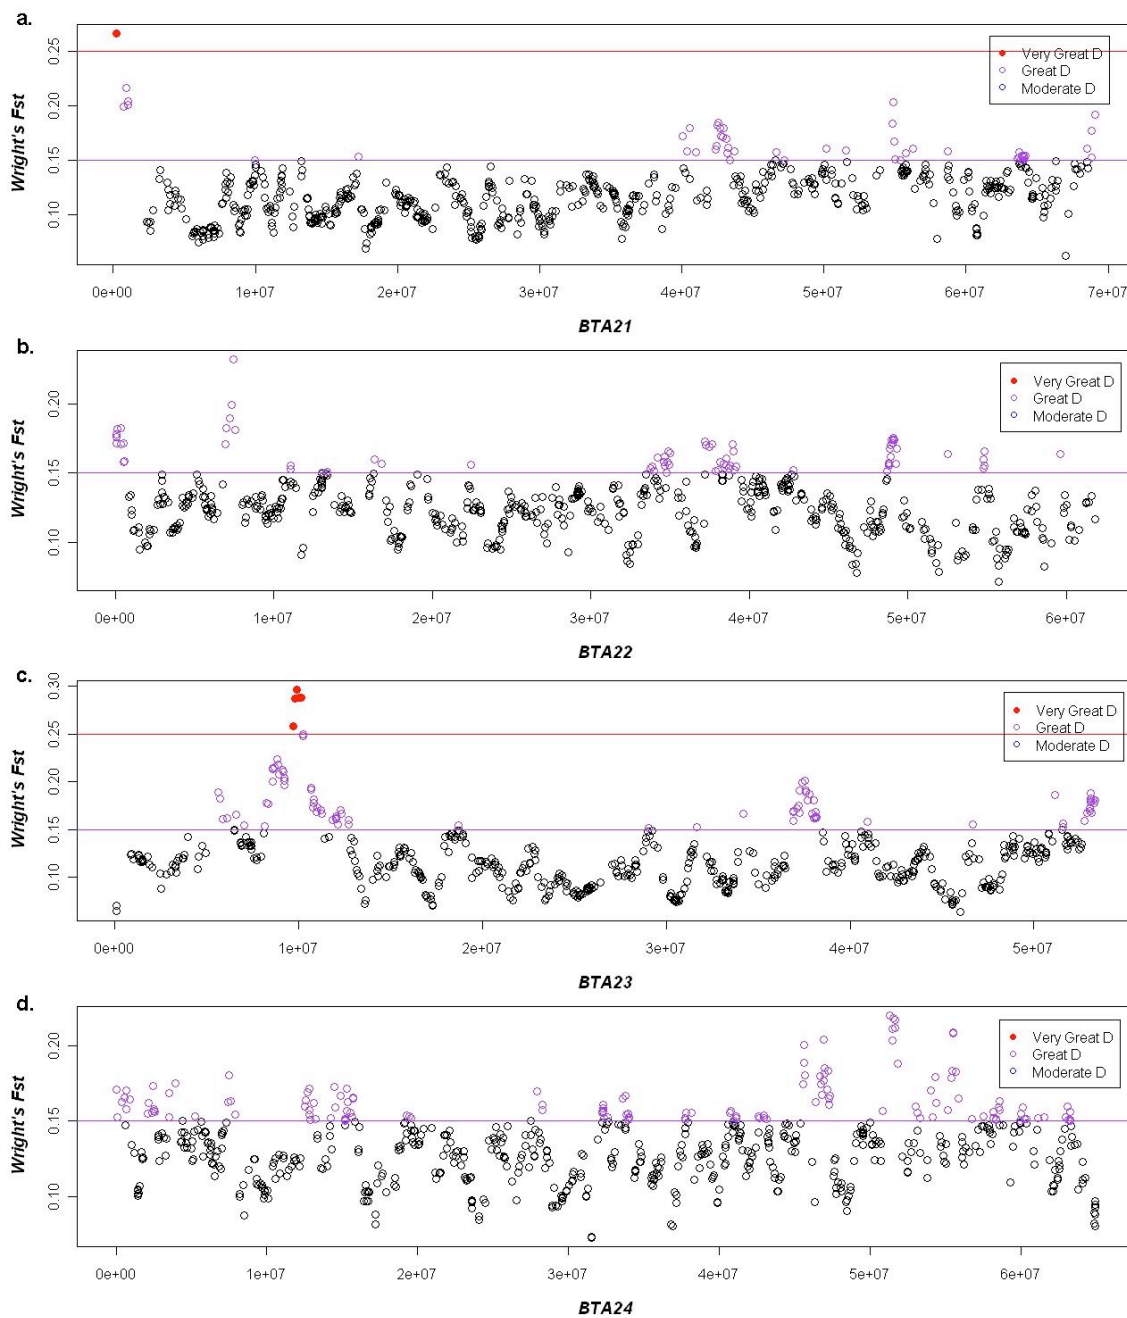 a.
Wright's Fst
0.25
0.20
0.15
0.10
Very Great D
Great D
Moderate D
0e+00 1e+07 2e+07 3e+07 4e+07 5e+07 6e+07 7e+07
BTA21
b.
Wright's Fst
0.20
0.15
0.10
Very Great D
Great D
Moderate D
0e+00 1e+07 2e+07 3e+07 4e+07 5e+07 6e+07
BTA22
c.
Wright's Fst
0.30
0.25
0.20
0.15
0.10
Very Great D
Great D
Moderate D
0e+00 1e+07 2e+07 3e+07 4e+07 5e+07
BTA23
d.
Wright's Fst
0.20
0.15
0.10
Very Great D
Great D
Moderate D
0e+00 1e+07 2e+07 3e+07 4e+07 5e+07 6e+07
BTA24